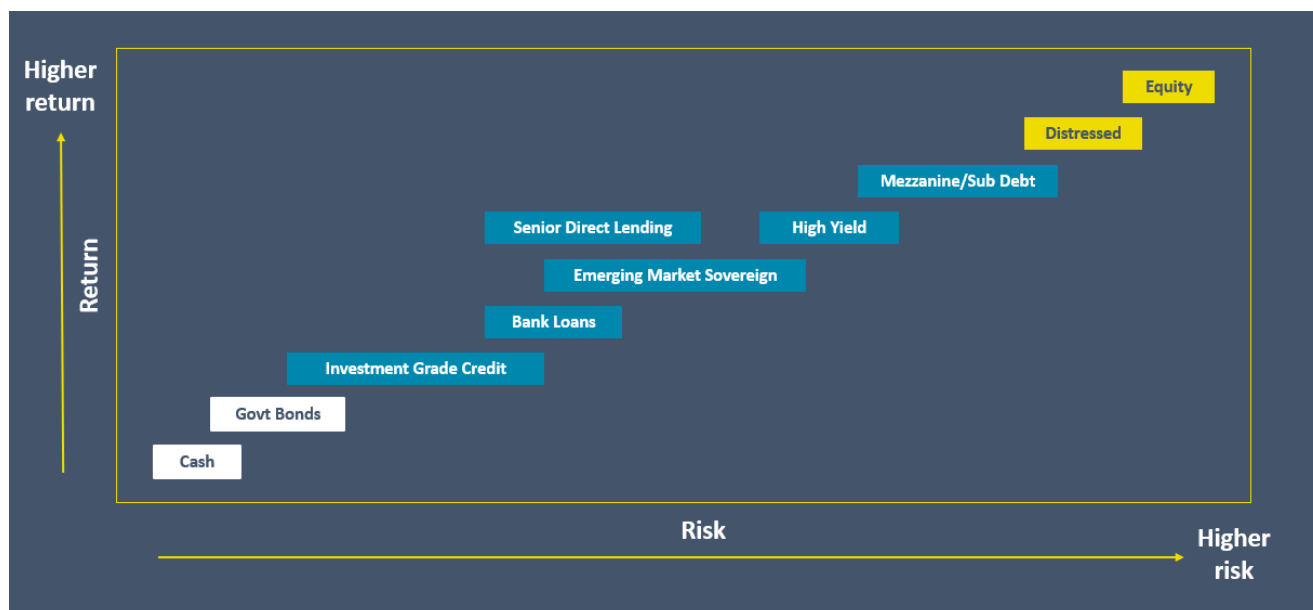 Higher
return
Equity
Distressed
Mezzanine/Sub Debt
Senior Direct Lending
High Yield
Emerging Market Sovereign
Return
Bank Loans
Investment Grade Credit
Govt Bonds
Cash
Risk
Higher
risk